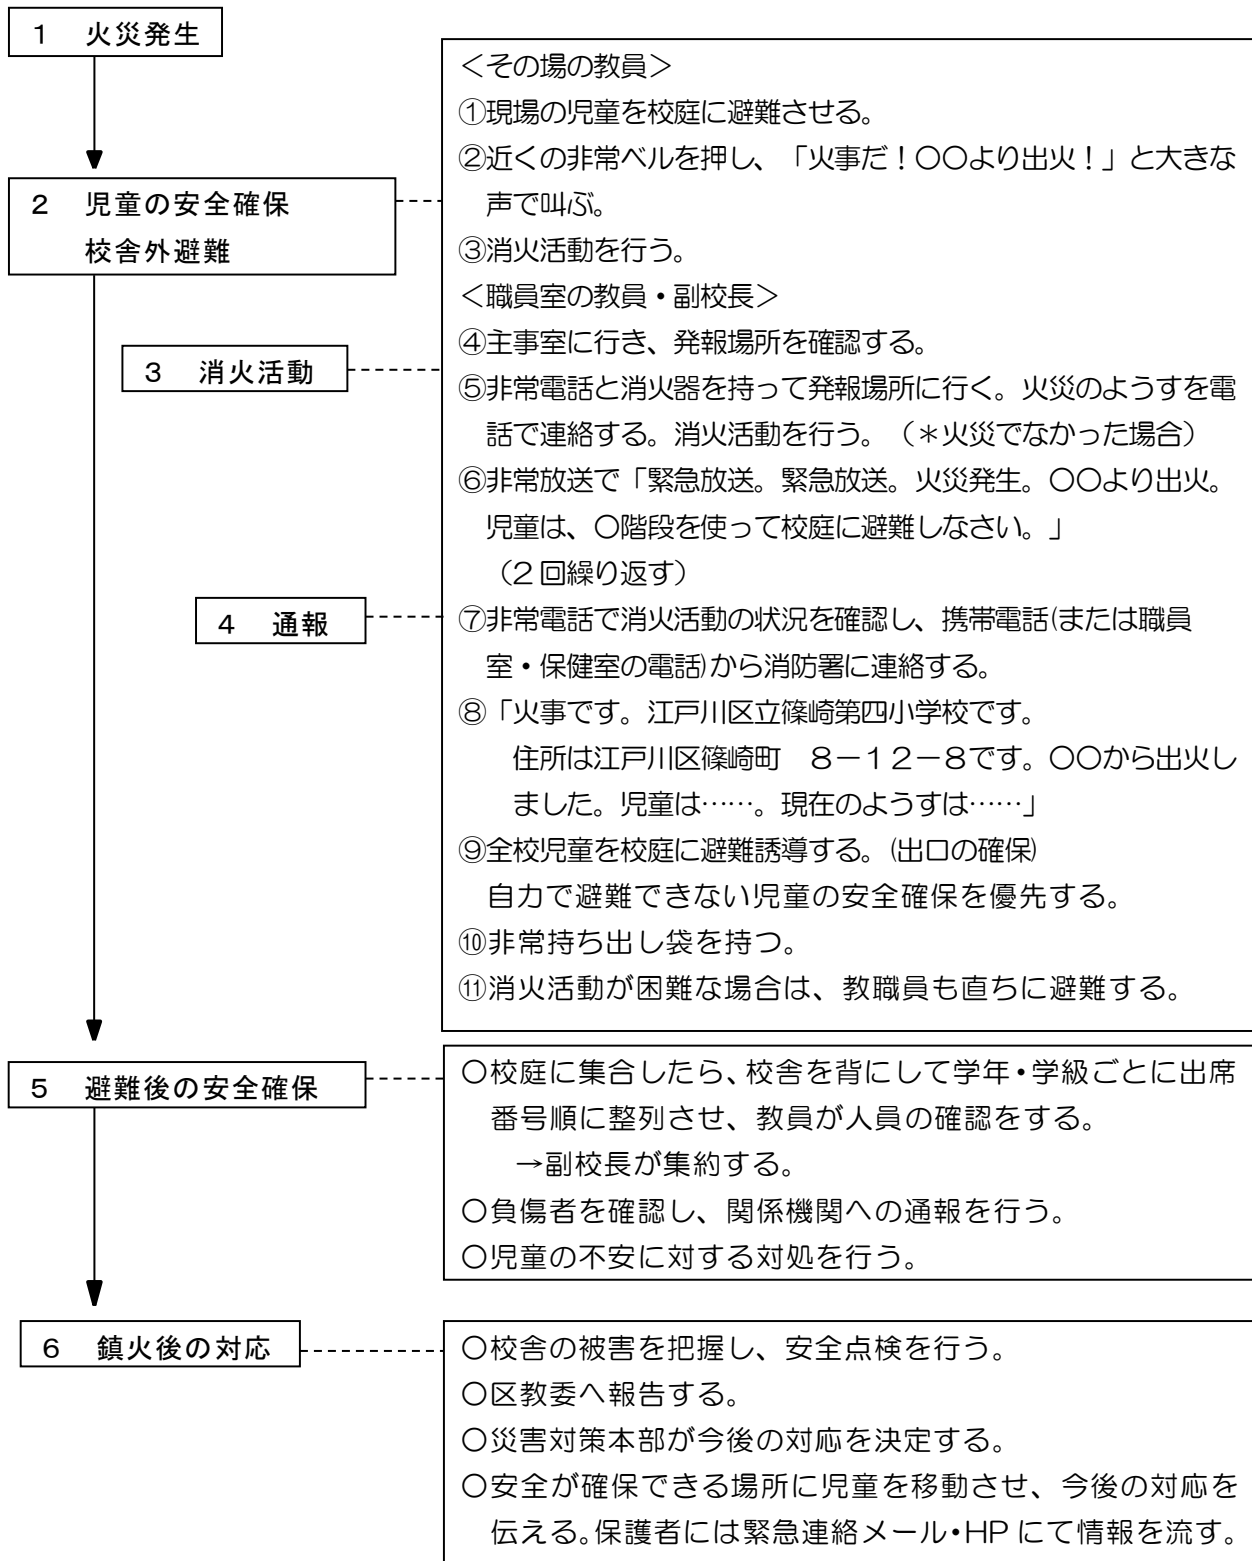 １　火災発生
２　児童の安全確保
校舎外避難
３　消火活動
４　通報
＜その場の教員＞
①現場の児童を校庭に避難させる。
②近くの非常ベルを押し、「火事だ！〇〇より出火！」と大きな
声で叫ぶ。
③消火活動を行う。
＜職員室の教員・副校長＞
④主事室に行き、発報場所を確認する。
⑤非常電話と消火器を持って発報場所に行く。火災のようすを電
話で連絡する。消火活動を行う。（＊火災でなかった場合）
⑥非常放送で「緊急放送。緊急放送。火災発生。〇〇より出火。
児童は、〇階段を使って校庭に避難しなさい。」
（２回繰り返す）
⑦非常電話で消火活動の状況を確認し、携帯電話(または職員
室・保健室の電話)から消防署に連絡する。
⑧「火事です。江戸川区立篠崎第四小学校です。
住所は江戸川区篠崎町　８－１２－８です。〇〇から出火し
ました。児童は……。現在のようすは……」
⑨全校児童を校庭に避難誘導する。(出口の確保)
自力で避難できない児童の安全確保を優先する。
⑩非常持ち出し袋を持つ。
⑪消火活動が困難な場合は、教職員も直ちに避難する。
５　避難後の安全確保
〇校庭に集合したら、校舎を背にして学年・学級ごとに出席
番号順に整列させ、教員が人員の確認をする。
→副校長が集約する。
〇負傷者を確認し、関係機関への通報を行う。
〇児童の不安に対する対処を行う。
６　鎮火後の対応
〇校舎の被害を把握し、安全点検を行う。
〇区教委へ報告する。
〇災害対策本部が今後の対応を決定する。
〇安全が確保できる場所に児童を移動させ、今後の対応を
伝える。保護者には緊急連絡メール・HP にて情報を流す。